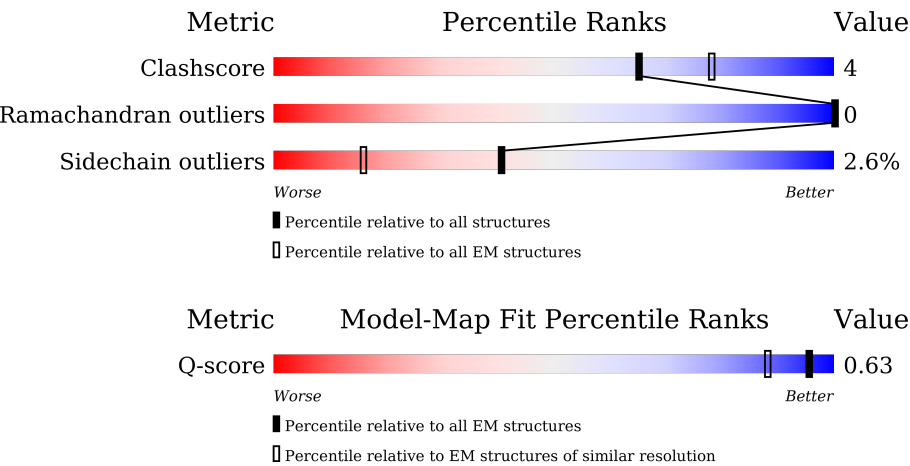 Metric Percentile Ranks Value
Clashscore 4
Ramachandran outliers 0
Sidechain outliers 2.6%
Worse Better
Percentile relative to all structures
Percentile relative to all EM structures
Metric Model-Map Fit Percentile Ranks Value
Q-score 0.63
Worse Better
Percentile relative to all EM structures
Percentile relative to EM structures of similar resolution